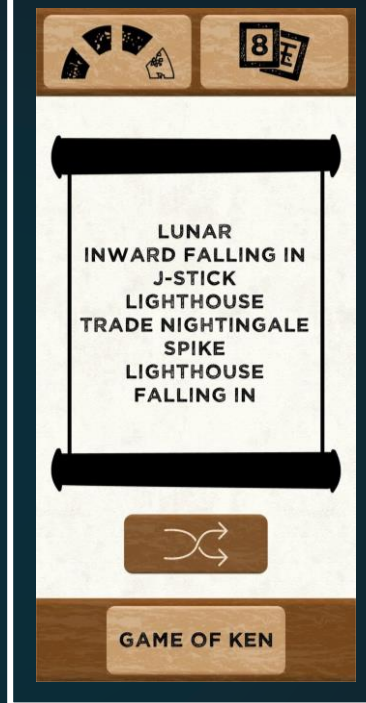 8 E
LUNAR
INWARD FALLING IN
J-STICK
LIGHTHOUSE
TRADE NIGHTINGALE
SPIKE
LIGHTHOUSE
FALLING IN
GAME OF KEN